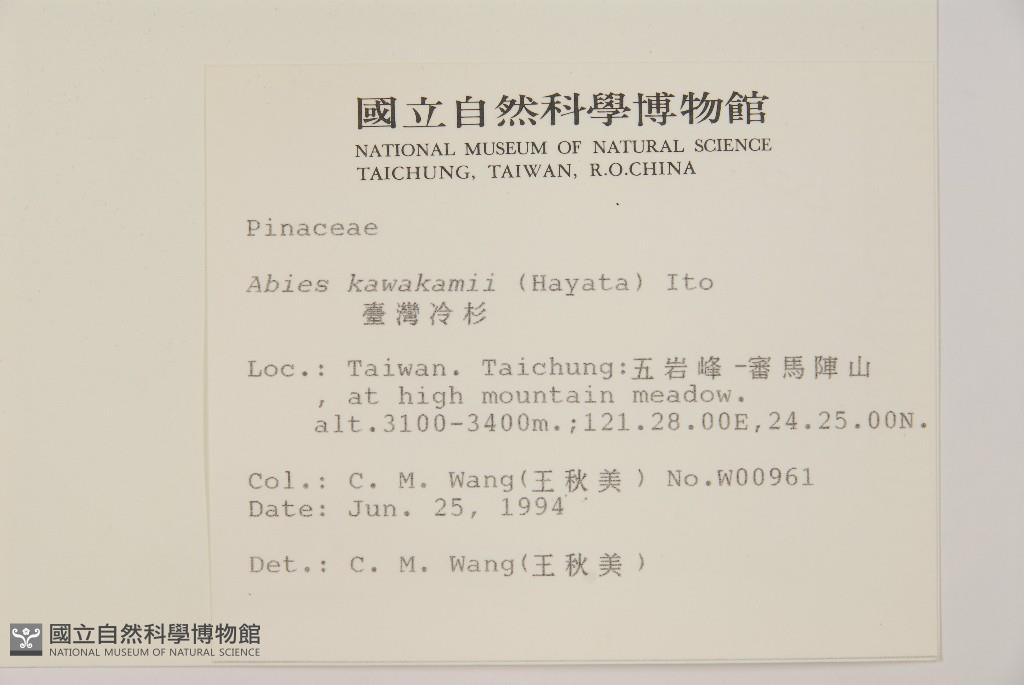 國立自然科學博物館
NATIONAL MUSEUM OF NATURAL SCIENCE
TAICHUNG, TAIWAN, R.O.CHINA
Pinaceae
Abies kawakamii (Hayata) Ito
臺灣冷杉
Loc.: Taiwan. Taichung:五岩峰-審馬陣山
, at high mountain meadow.
alt.3100-3400m.;121.28.00E,24.25.00N.
Col.: C. M. Wang(王秋美) No.W00961
Date: Jun. 25, 1994
Det.: C. M. Wang(王秋美)
國立自然科學博物館
NATIONAL MUSEUM OF NATURAL SCIENCE